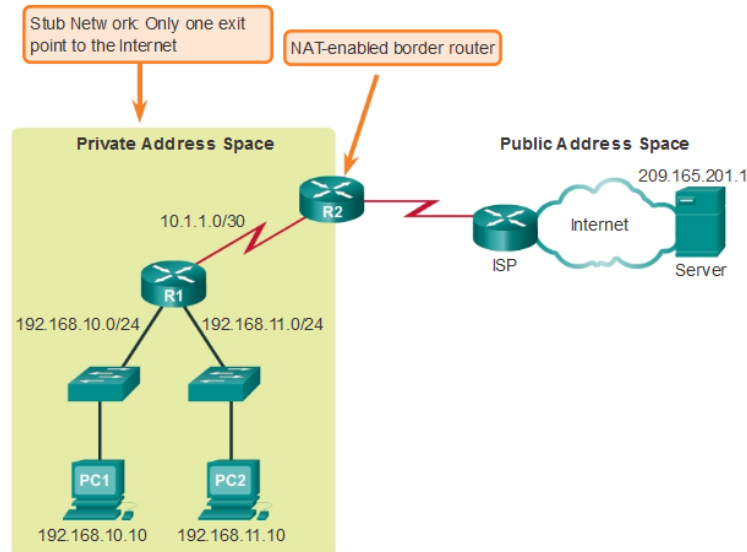 Stub Network: Only one exit
point to the Internet
NAT-enabled border router
Private Address Space
Public Address Space
209.165.201.1
10.1.1.0/30
R2
Internet
ISP
Server
R1
192.168.10.0/24
192.168.11.0/24
PC1
PC2
192.168.10.10
192.168.11.10